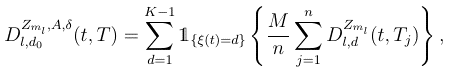 $D_{l,d_0}^{Z_{m_l},A,\delta}(t,T) = \sum_{d=1}^{K-1} \mathbb{1}_{\{\xi(t)=d\}} \left\{ \frac{M}{n} \sum_{j=1}^{n} D_{l,d}^{Z_{m_l}}(t,T_j) \right\},$